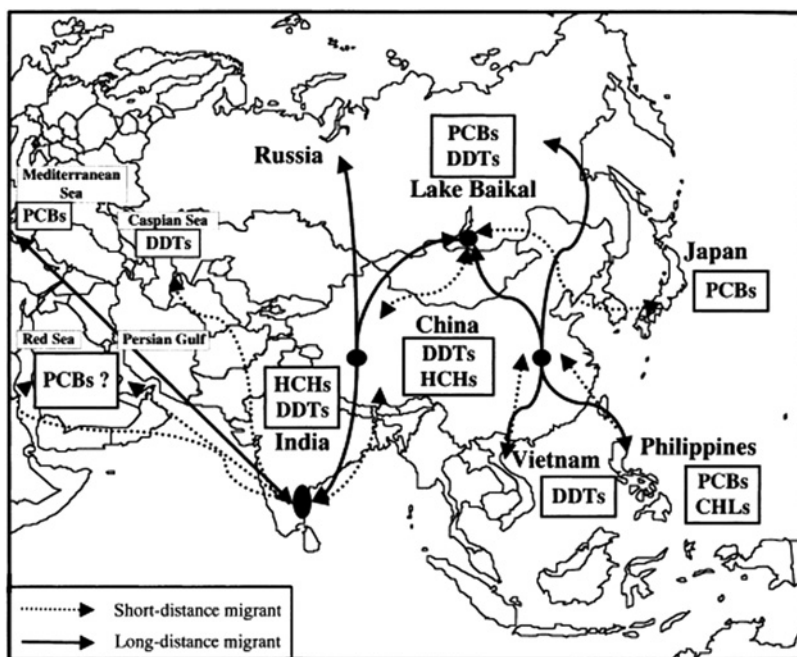 PCBs
DDTs
Lake Baikal
Russia
Mediterranean
Sea
PCBs
Caspian Sea
DDTs
Japan
PCBs
Red Sea
Persian Gulf
PCBs ?
China
DDTs
HCHs
HCHs
DDTs
India
Vietnam
DDTs
Philippines
PCBs
CHLs
Short-distance migrant
Long-distance migrant